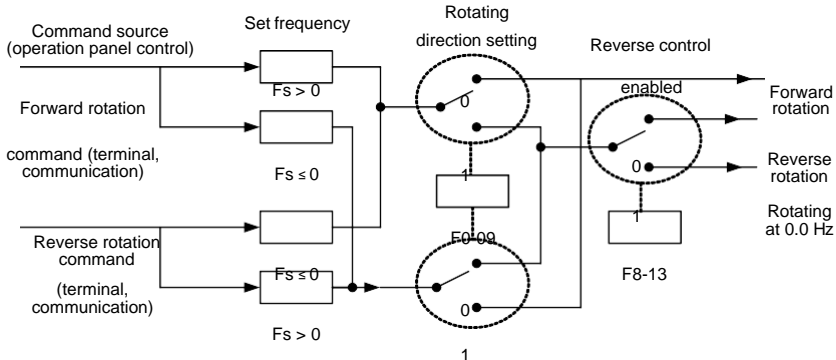 Command source
(operation panel control)
Forward rotation
command (terminal,
communication)
Reverse rotation
command
(terminal,
communication)
Set frequency
Fs > 0
Fs ≤ 0
Fs ≤ 0
Fs > 0
Rotating
direction setting
0
1
F0-09
0
1
Reverse control
enabled
0
1
F8-13
Forward
rotation
Reverse
rotation
Rotating
at 0.0 Hz